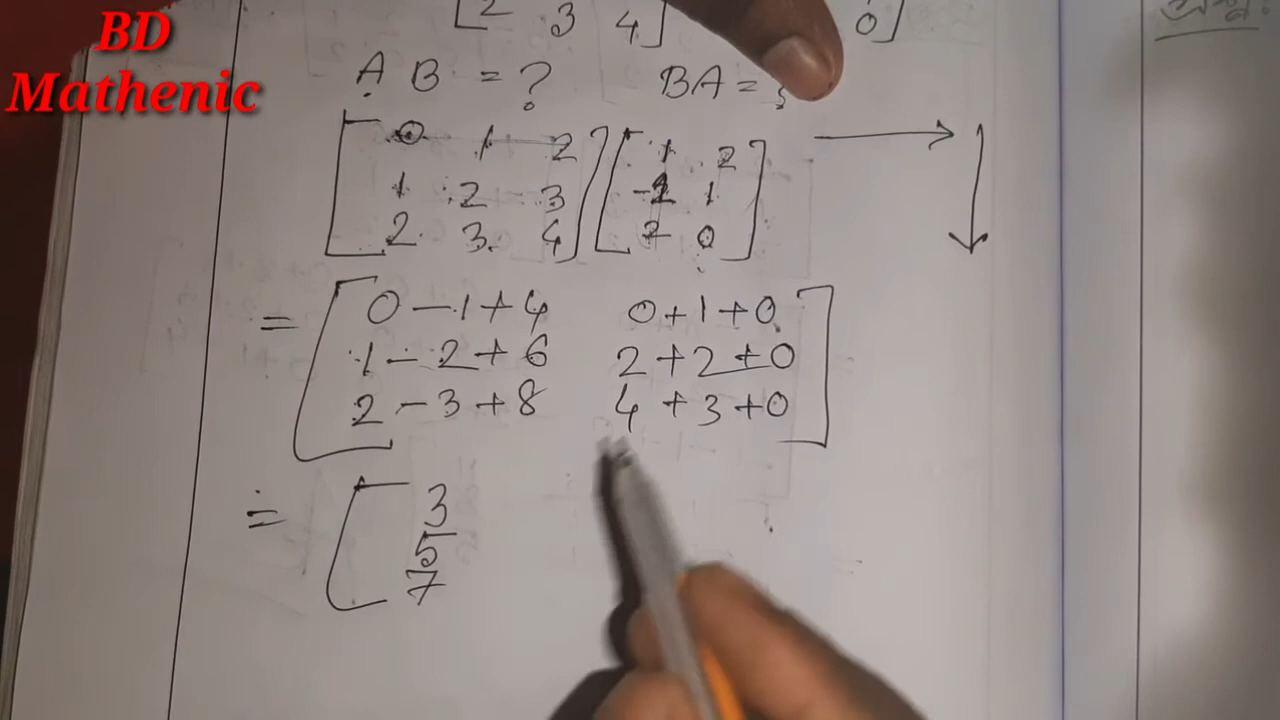 BD
Mathenic
2 3 4 0
A B = ? BA = ?
0 1 2 1 2
1 2 3 -1 1
2 3 4 2 0
= 0 - 1 + 4 0 + 1 + 0
1 - 2 + 6 2 + 2 + 0
2 - 3 + 8 4 + 3 + 0
= 3
5
7